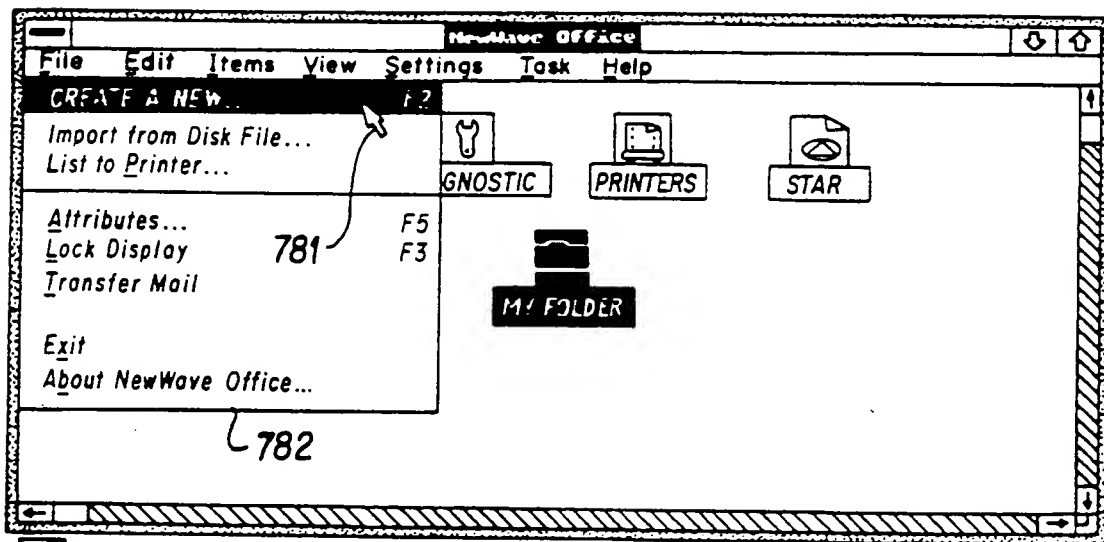 NewWave Office
File Edit Items View Settings Task Help
CREATE A NEW... F2
Import from Disk File...
List to Printer...
GNOSTIC PRINTERS STAR
Attributes... F5
Lock Display 781 F3
Transfer Mail
MY FOLDER
Exit
About NewWave Office...
782